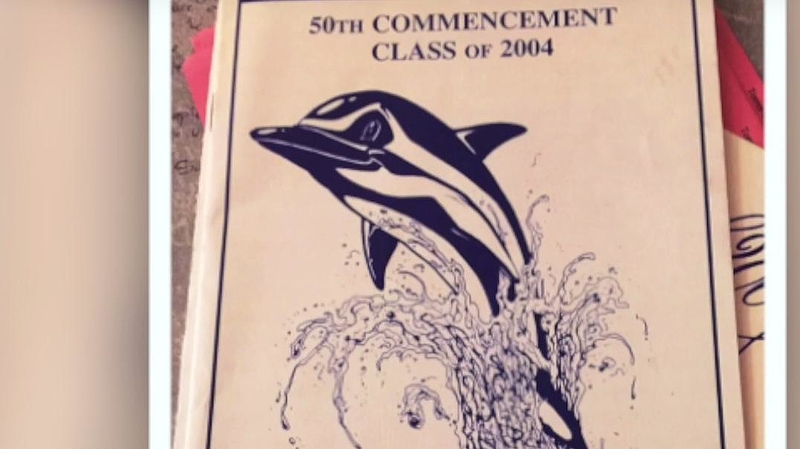 50TH COMMENCEMENT
CLASS OF 2004